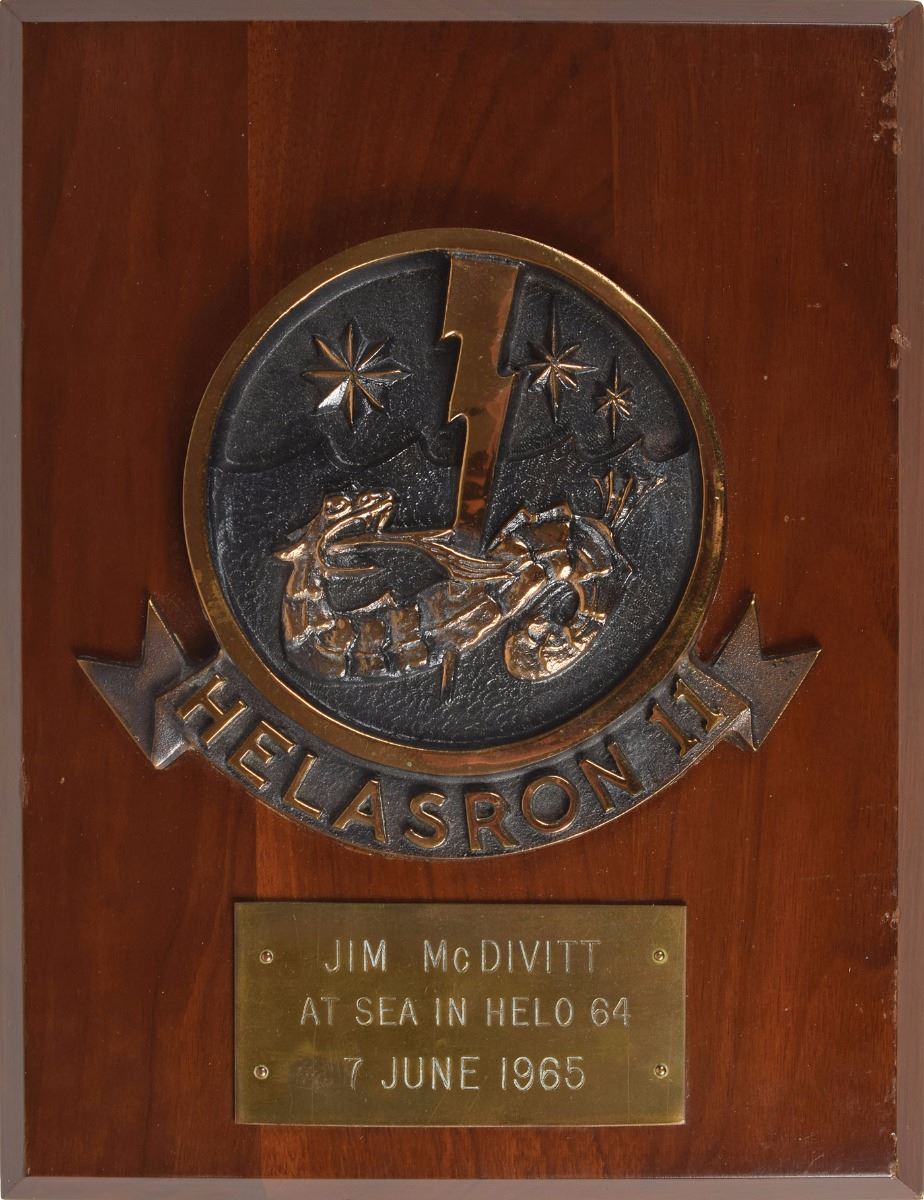 HELASRON 11
JIM McDIVITT
AT SEA IN HELO 64
7 JUNE 1965